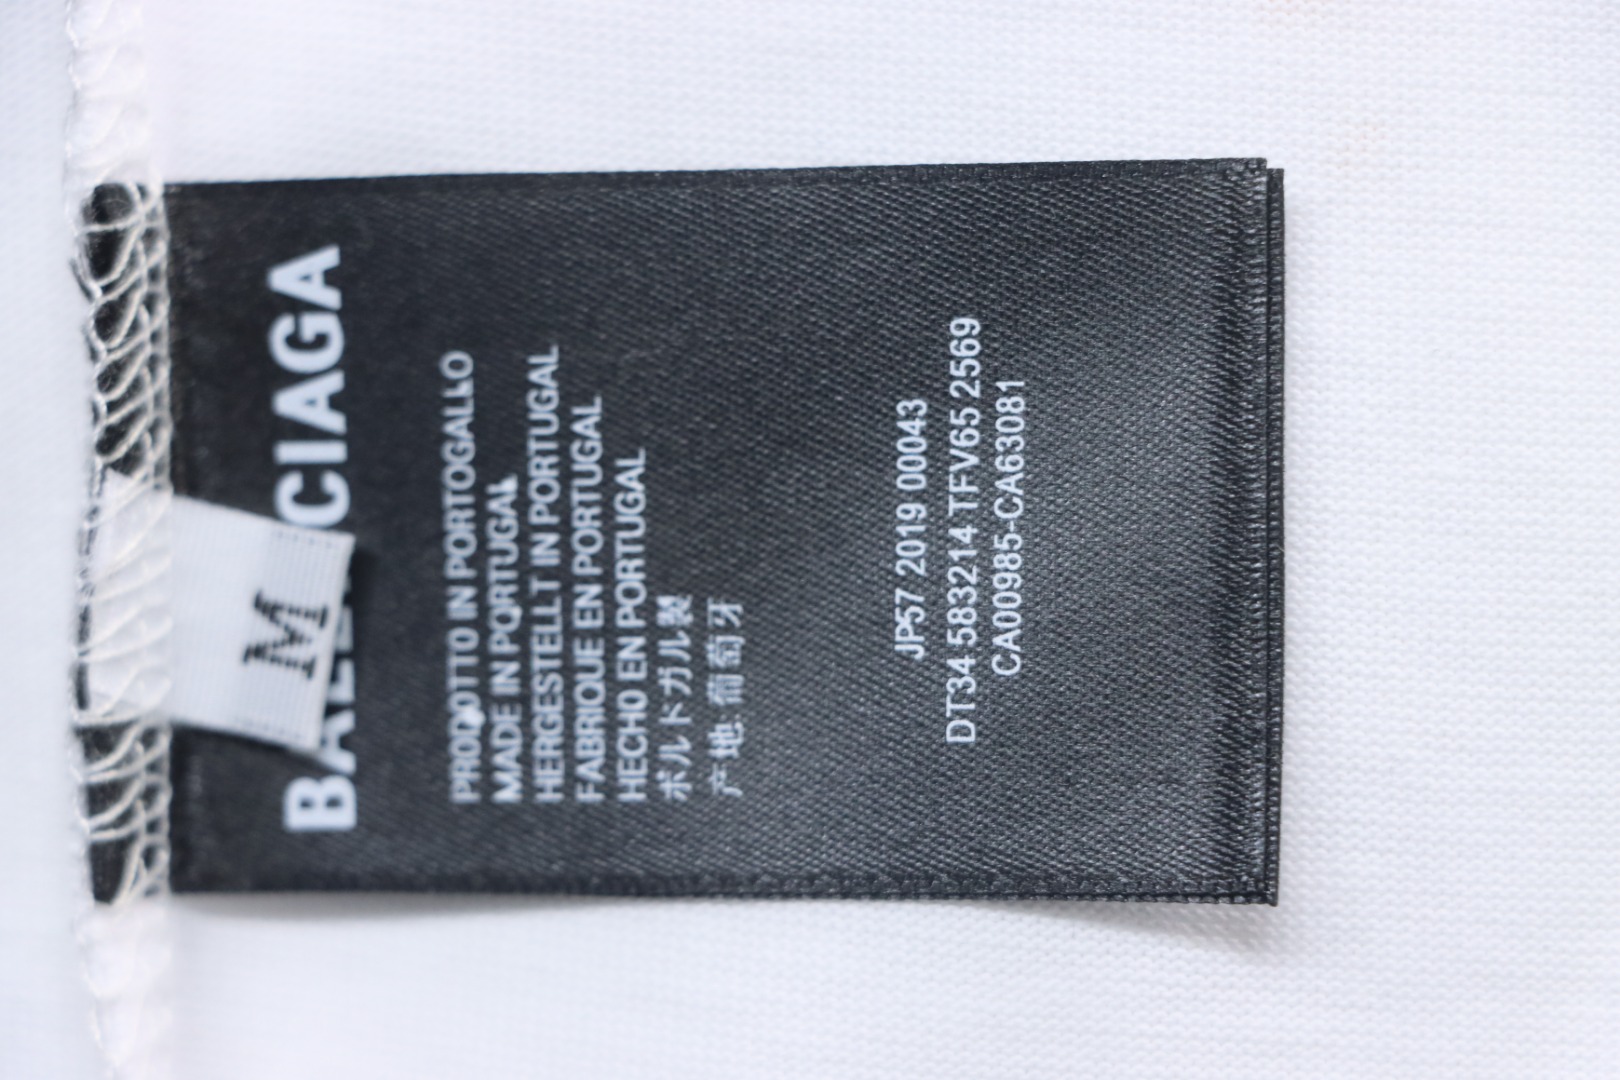 M
PRODOTTO IN PORTOGALLO
MADE IN PORTUGAL
HERGESTELLT IN PORTUGAL
FABRIQUE EN PORTUGAL
HECHO EN PORTUGAL
ポルトガル製
产地: 葡萄牙
JP57 2019 00043
DT34 583214 TFV65 2569
CA00985-CA63081